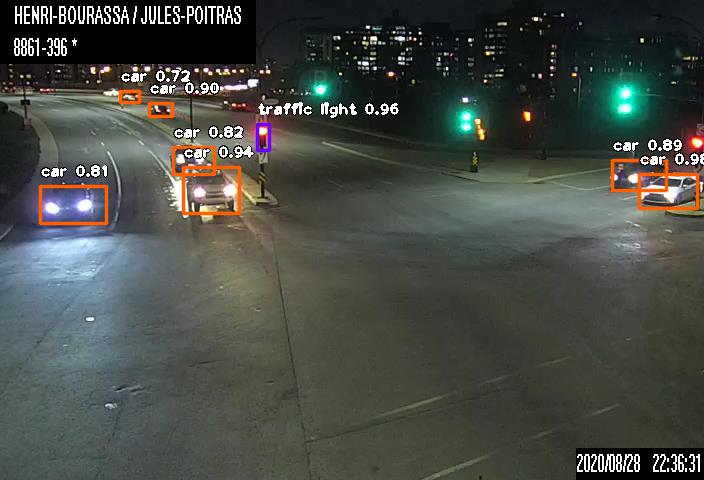 HENRI-BOURASSA / JULES-POITRAS
8861-396 *
car 0.72
car 0.90
traffic light 0.96
car 0.82
car 0.94
car 0.89
car 0.98
car 0.81
2020/08/28 22:36:31